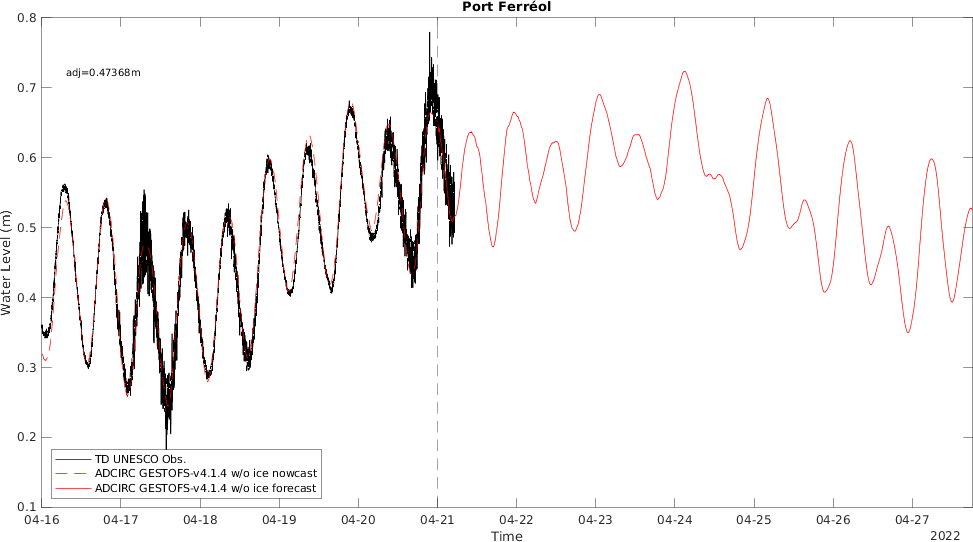 Port Ferréol
0.8
adj=0.47368m
0.7
0.6
0.5
0.4
0.3
0.2
0.1
Water Level (m)
TD UNESCO Obs.
ADCIRC GESTOFS-v4.1.4 w/o ice nowcast
ADCIRC GESTOFS-v4.1.4 w/o ice forecast
04-16 04-17 04-18 04-19 04-20 04-21 04-22 04-23 04-24 04-25 04-26 04-27
Time
2022